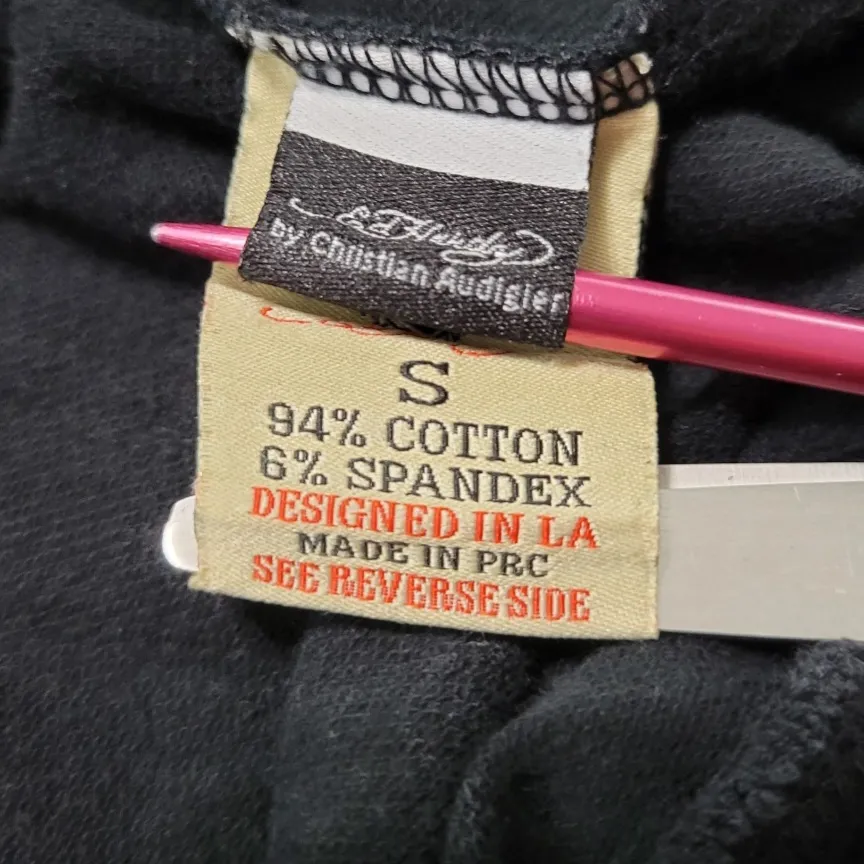 Ed Hardy
by Christian Audigier
S
94% COTTON
6% SPANDEX
DESIGNED IN LA
MADE IN PRC
SEE REVERSE SIDE